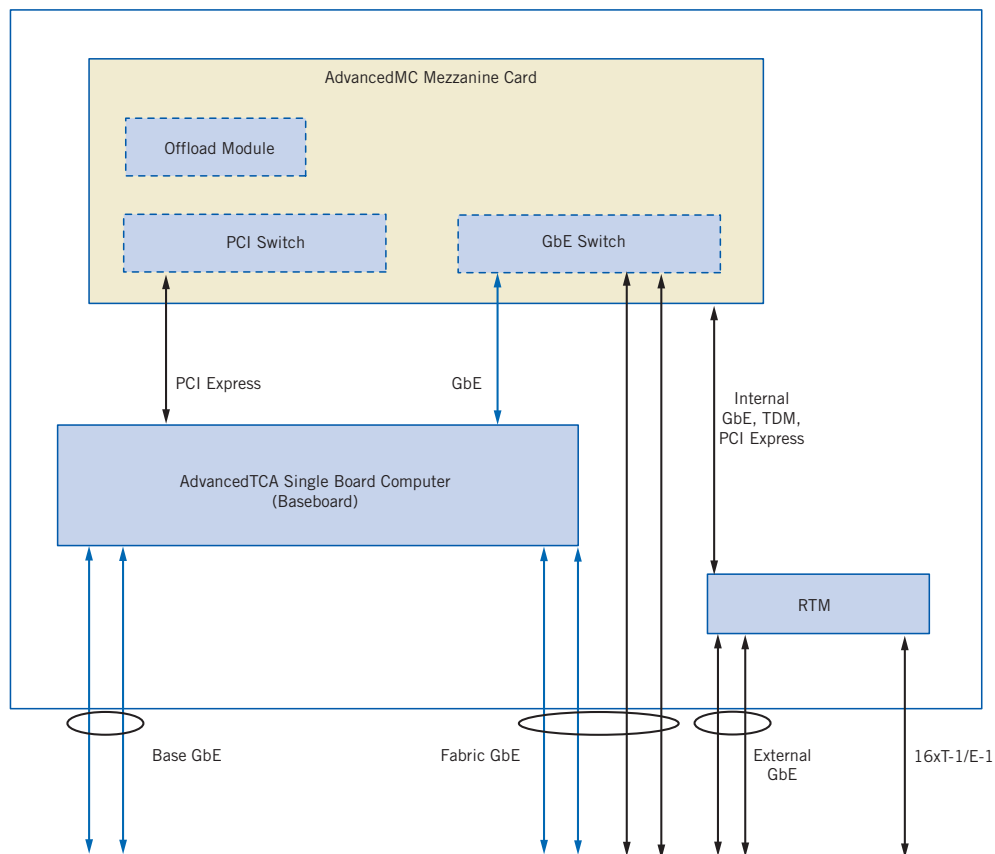 AdvancedMC Mezzanine Card
Offload Module
PCI Switch
GbE Switch
PCI Express
GbE
Internal
GbE, TDM,
PCI Express
AdvancedTCA Single Board Computer
(Baseboard)
RTM
Base GbE
Fabric GbE
External
GbE
16xT-1/E-1